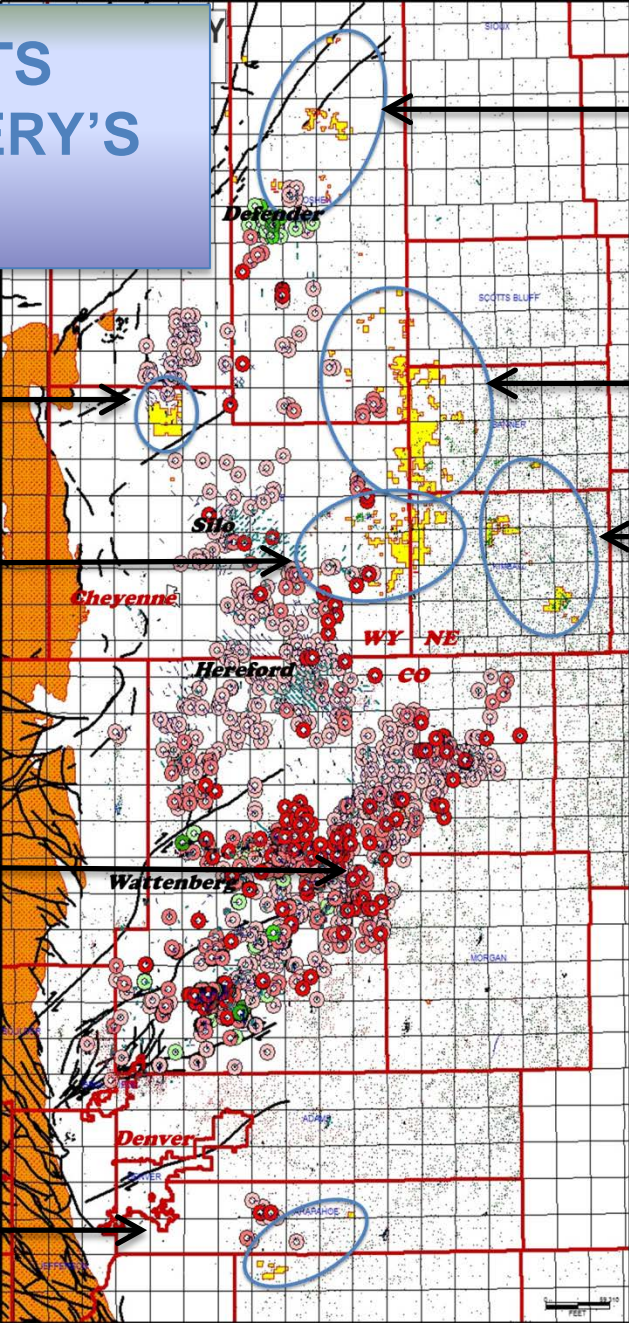 TS
ERY'S
Y
SIOUX
Defender
SCOTTS BLUFF
BANNER
Silo
Cheyenne
WY NE
Hereford
CO
Wattenberg
MORGAN
Denver
ADAMS
DENVER
ARAPAHOE
FEET